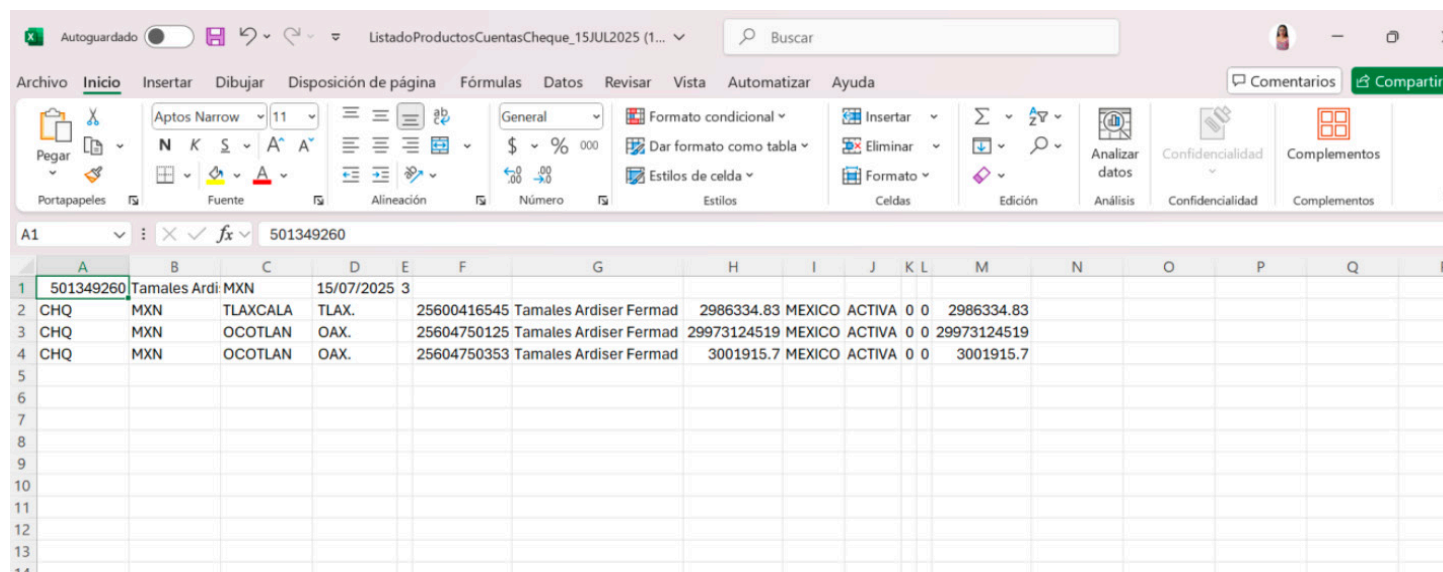 Autoguardado ListadoProductosCuentasCheque_15JUL2025 (1... Buscar
Archivo Inicio Insertar Dibujar Disposición de página Fórmulas Datos Revisar Vista Automatizar Ayuda Comentarios Compartir
Aptos Narrow 11 General Formato condicional Insertar
Pegar N K S A A $ % 000 Dar formato como tabla Eliminar Analizar datos Confidencialidad Complementos
Estilos de celda Formato
Portapapeles Fuente Alineación Número Estilos Celdas Edición Análisis Confidencialidad Complementos
A1 fx 501349260
A B C D E F G H I J K L M N O P Q
1 501349260 Tamales Ardi MXN 15/07/2025 3
2 CHQ MXN TLAXCALA TLAX. 25600416545 Tamales Ardiser Fermad 2986334.83 MEXICO ACTIVA 0 0 2986334.83
3 CHQ MXN OCOTLAN OAX. 25604750125 Tamales Ardiser Fermad 29973124519 MEXICO ACTIVA 0 0 29973124519
4 CHQ MXN OCOTLAN OAX. 25604750353 Tamales Ardiser Fermad 3001915.7 MEXICO ACTIVA 0 0 3001915.7
5
6
7
8
9
10
11
12
13